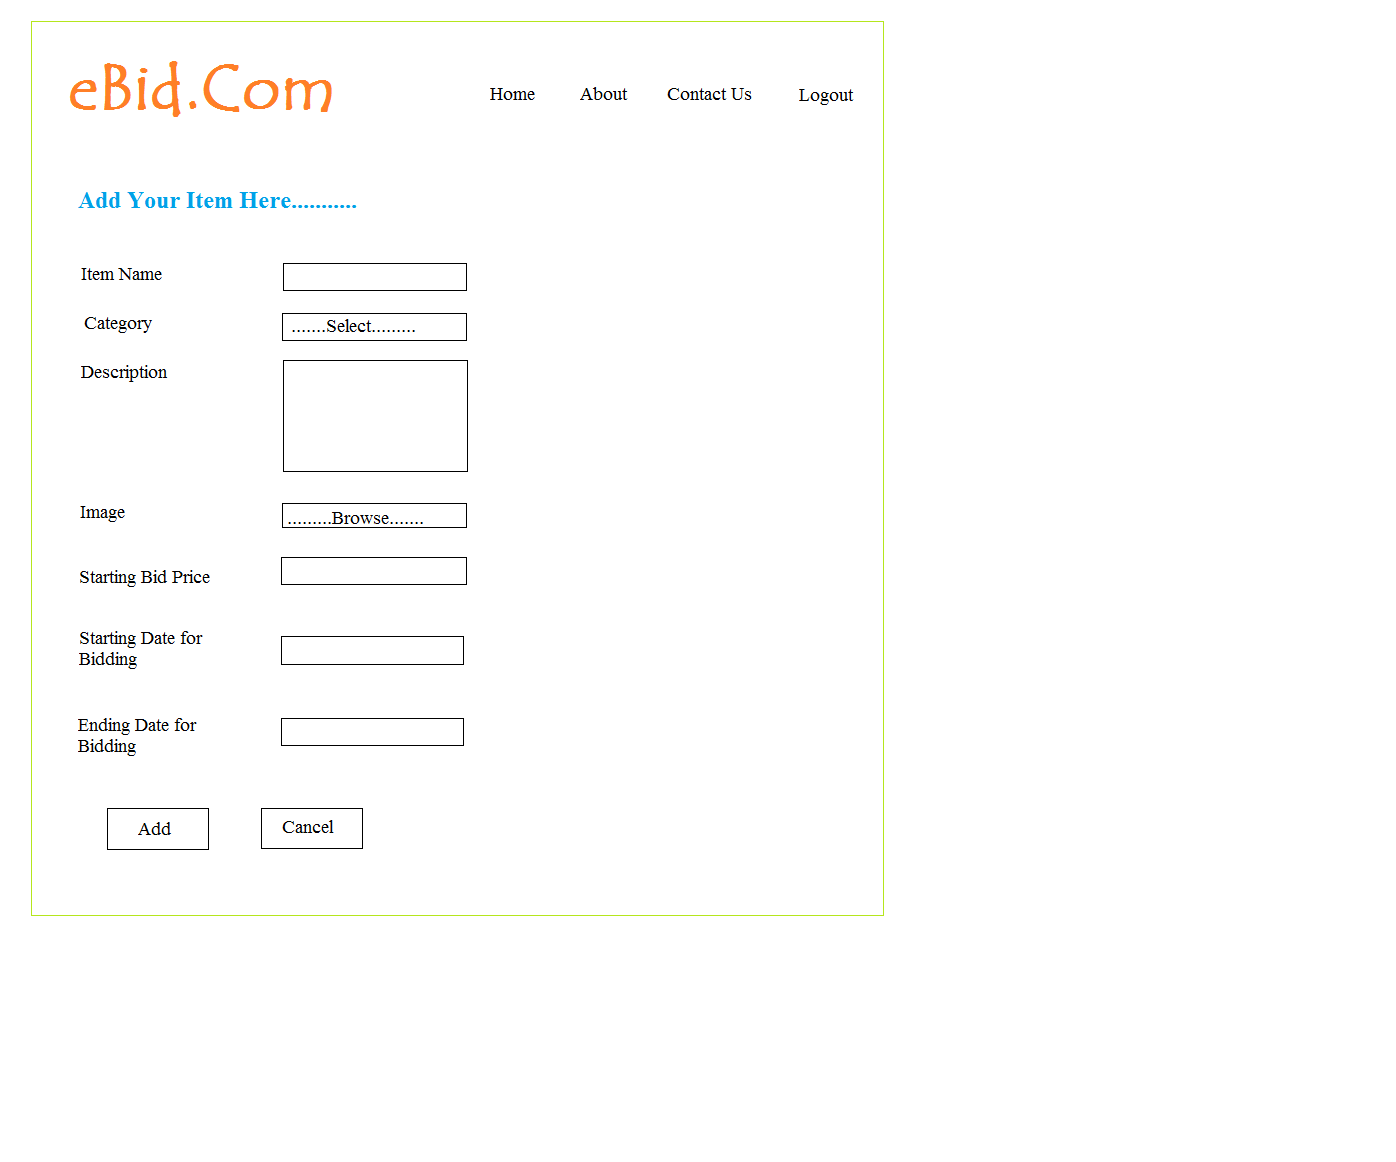 eBid.Com
Home About Contact Us Logout
Add Your Item Here...........
Item Name
Category .......Select.........
Description
Image .........Browse.......
Starting Bid Price
Starting Date for
Bidding
Ending Date for
Bidding
Add Cancel